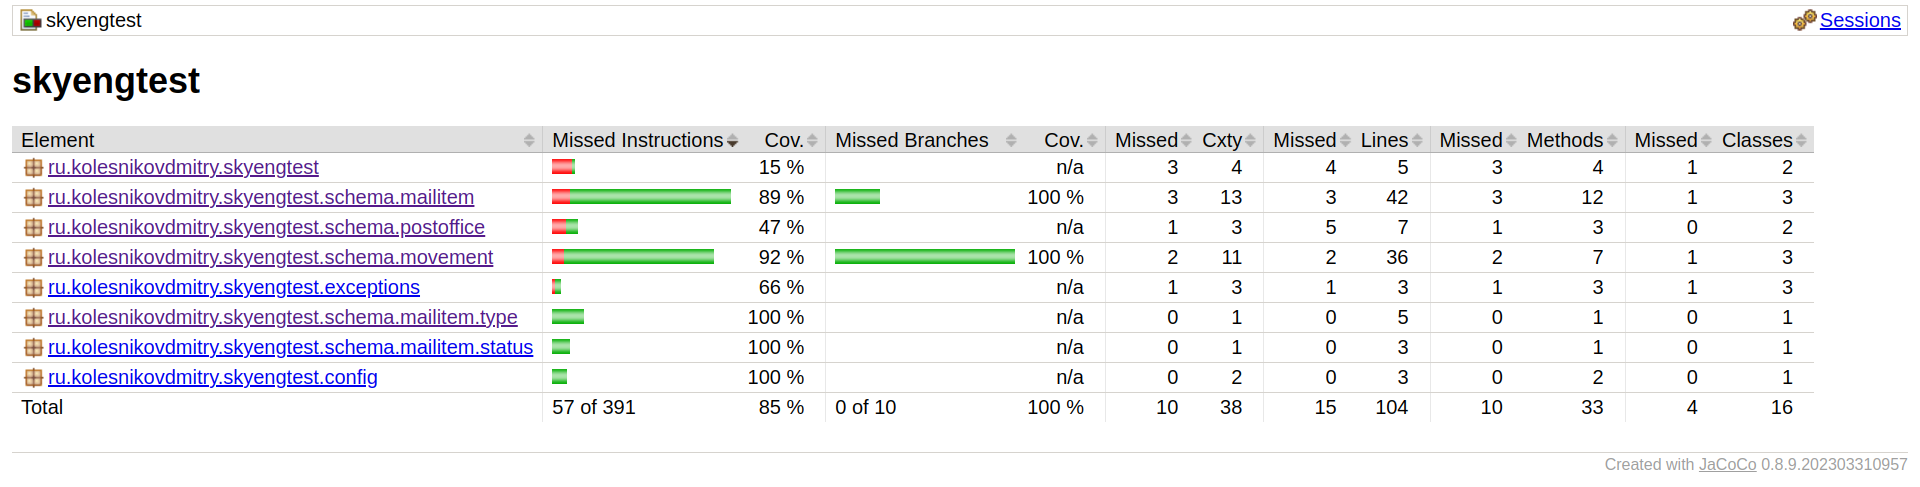 skyengtest Sessions
skyengtest
Element Missed Instructions Cov. Missed Branches Cov. Missed Cxty Missed Lines Missed Methods Missed Classes
ru.kolesnikovdmitry.skyengtest 15 % n/a 3 4 4 5 3 4 1 2
ru.kolesnikovdmitry.skyengtest.schema.mailitem 89 % 100 % 3 13 3 42 3 12 1 3
ru.kolesnikovdmitry.skyengtest.schema.postoffice 47 % n/a 1 3 5 7 1 3 0 2
ru.kolesnikovdmitry.skyengtest.schema.movement 92 % 100 % 2 11 2 36 2 7 1 3
ru.kolesnikovdmitry.skyengtest.exceptions 66 % n/a 1 3 1 3 1 3 1 3
ru.kolesnikovdmitry.skyengtest.schema.mailitem.type 100 % n/a 0 1 0 5 0 1 0 1
ru.kolesnikovdmitry.skyengtest.schema.mailitem.status 100 % n/a 0 1 0 3 0 1 0 1
ru.kolesnikovdmitry.skyengtest.config 100 % n/a 0 2 0 3 0 2 0 1
Total 57 of 391 85 % 0 of 10 100 % 10 38 15 104 10 33 4 16
Created with JaCoCo 0.8.9.202303310957